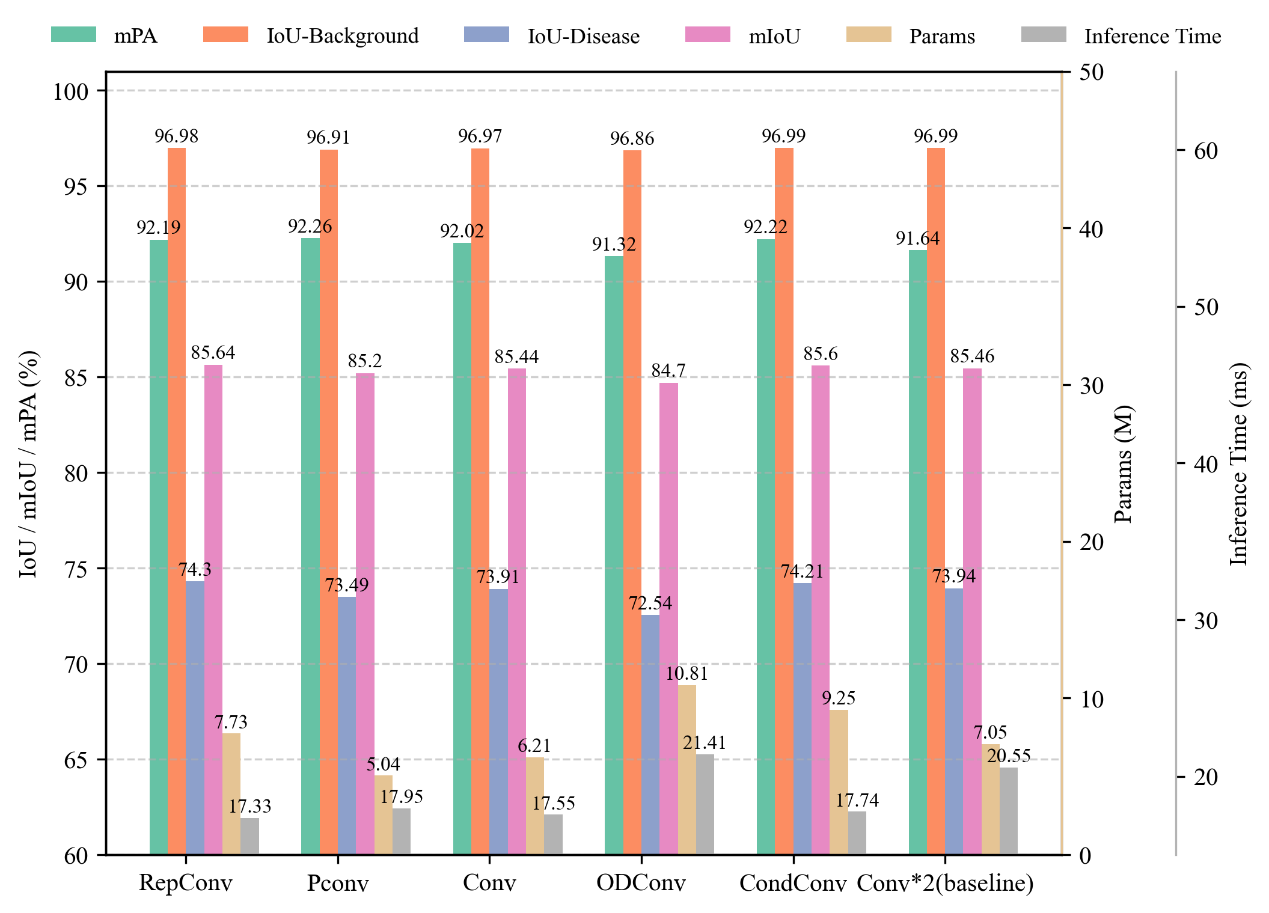 mPA IoU-Background IoU-Disease mIoU Params Inference Time
IoU / mIoU / mPA (%)
100
95
90
85
80
75
70
65
60
92.19 96.98 74.3 85.64 7.73 17.33
92.26 96.91 73.49 85.2 5.04 17.95
92.02 96.97 73.91 85.44 6.21 17.55
91.32 96.86 72.54 84.7 10.81 21.41
92.22 96.99 74.21 85.6 9.25 17.74
91.64 96.99 73.94 85.46 7.05 20.55
RepConv Pconv Conv ODConv CondConv Conv*2(baseline)
50
40
30
20
10
0
Params (M)
60
50
40
30
20
Inference Time (ms)